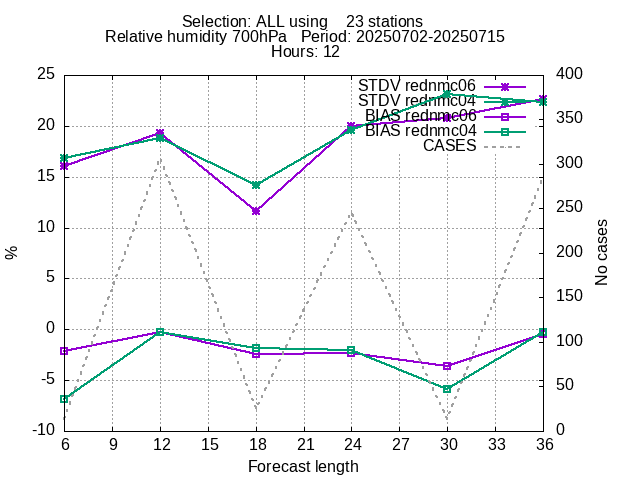 Selection: ALL using    23 stations
Relative humidity 700hPa   Period: 20250702-20250715
Hours: 12
STDV rednmc06
STDV rednmc04
BIAS rednmc06
BIAS rednmc04
CASES
25
20
15
10
5
0
-5
-10
%
400
350
300
250
200
150
100
50
0
No cases
6 9 12 15 18 21 24 27 30 33 36
Forecast length